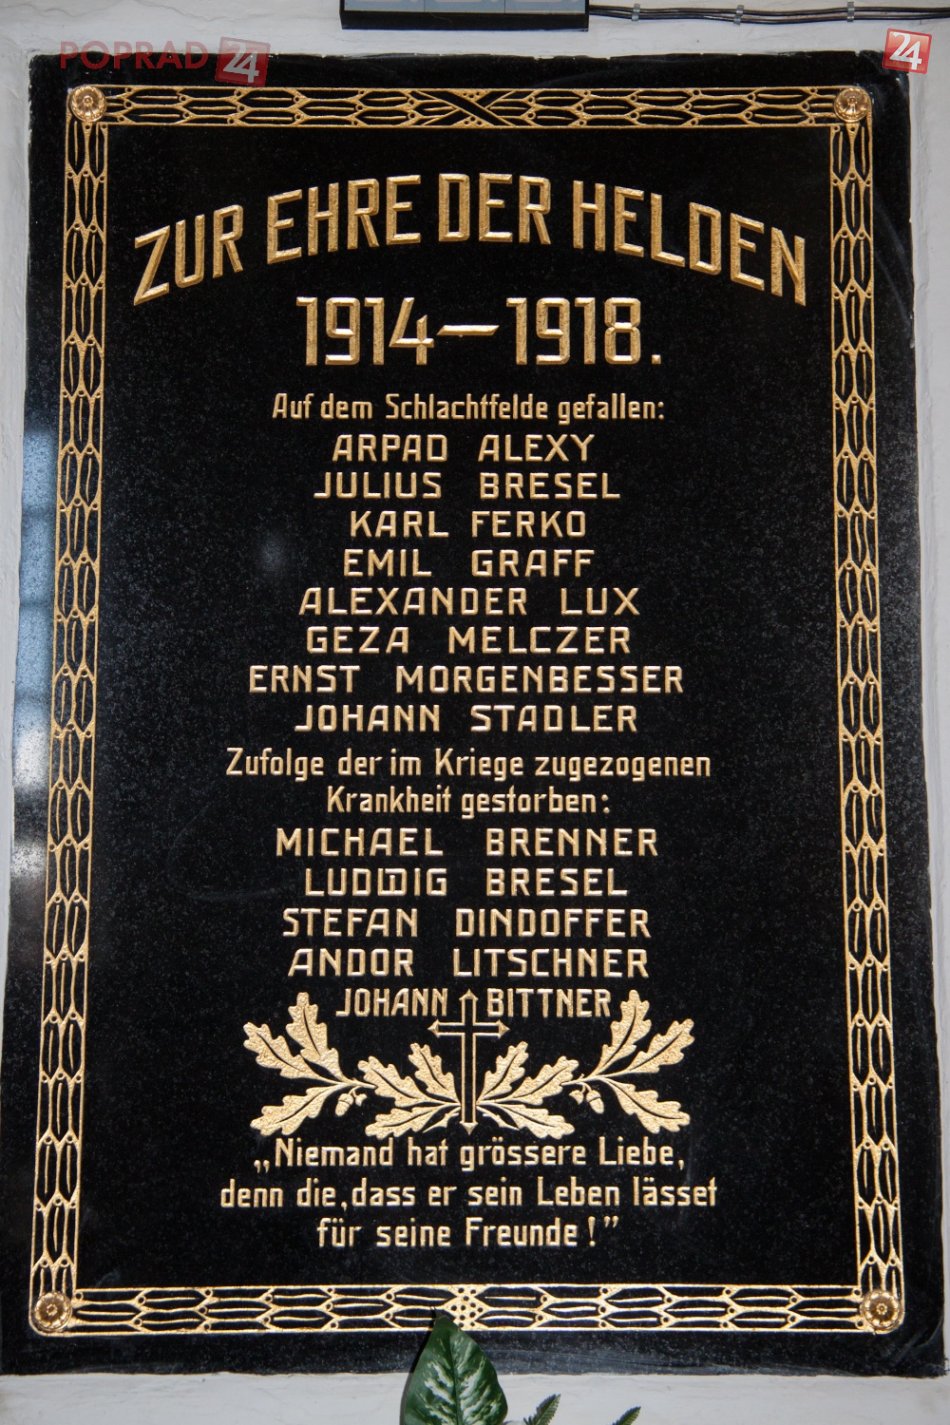 POPRAD 24
24
ZUR EHRE DER HELDEN
1914—1918.
Auf dem Schlachtfelde gefallen:
ARPAD ALEXY
JULIUS BRESEL
KARL FERKO
EMIL GRAFF
ALEXANDER LUX
GEZA MELCZER
ERNST MORGENBESSER
JOHANN STADLER
Zufolge der im Kriege zugezogenen
Krankheit gestorben:
MICHAEL BRENNER
LUDWIG BRESEL
STEFAN DINDOFFER
ANDOR LITSCHNER
JOHANN BITTNER
„Niemand hat grössere Liebe,
denn die, dass er sein Leben lässet
für seine Freunde!”